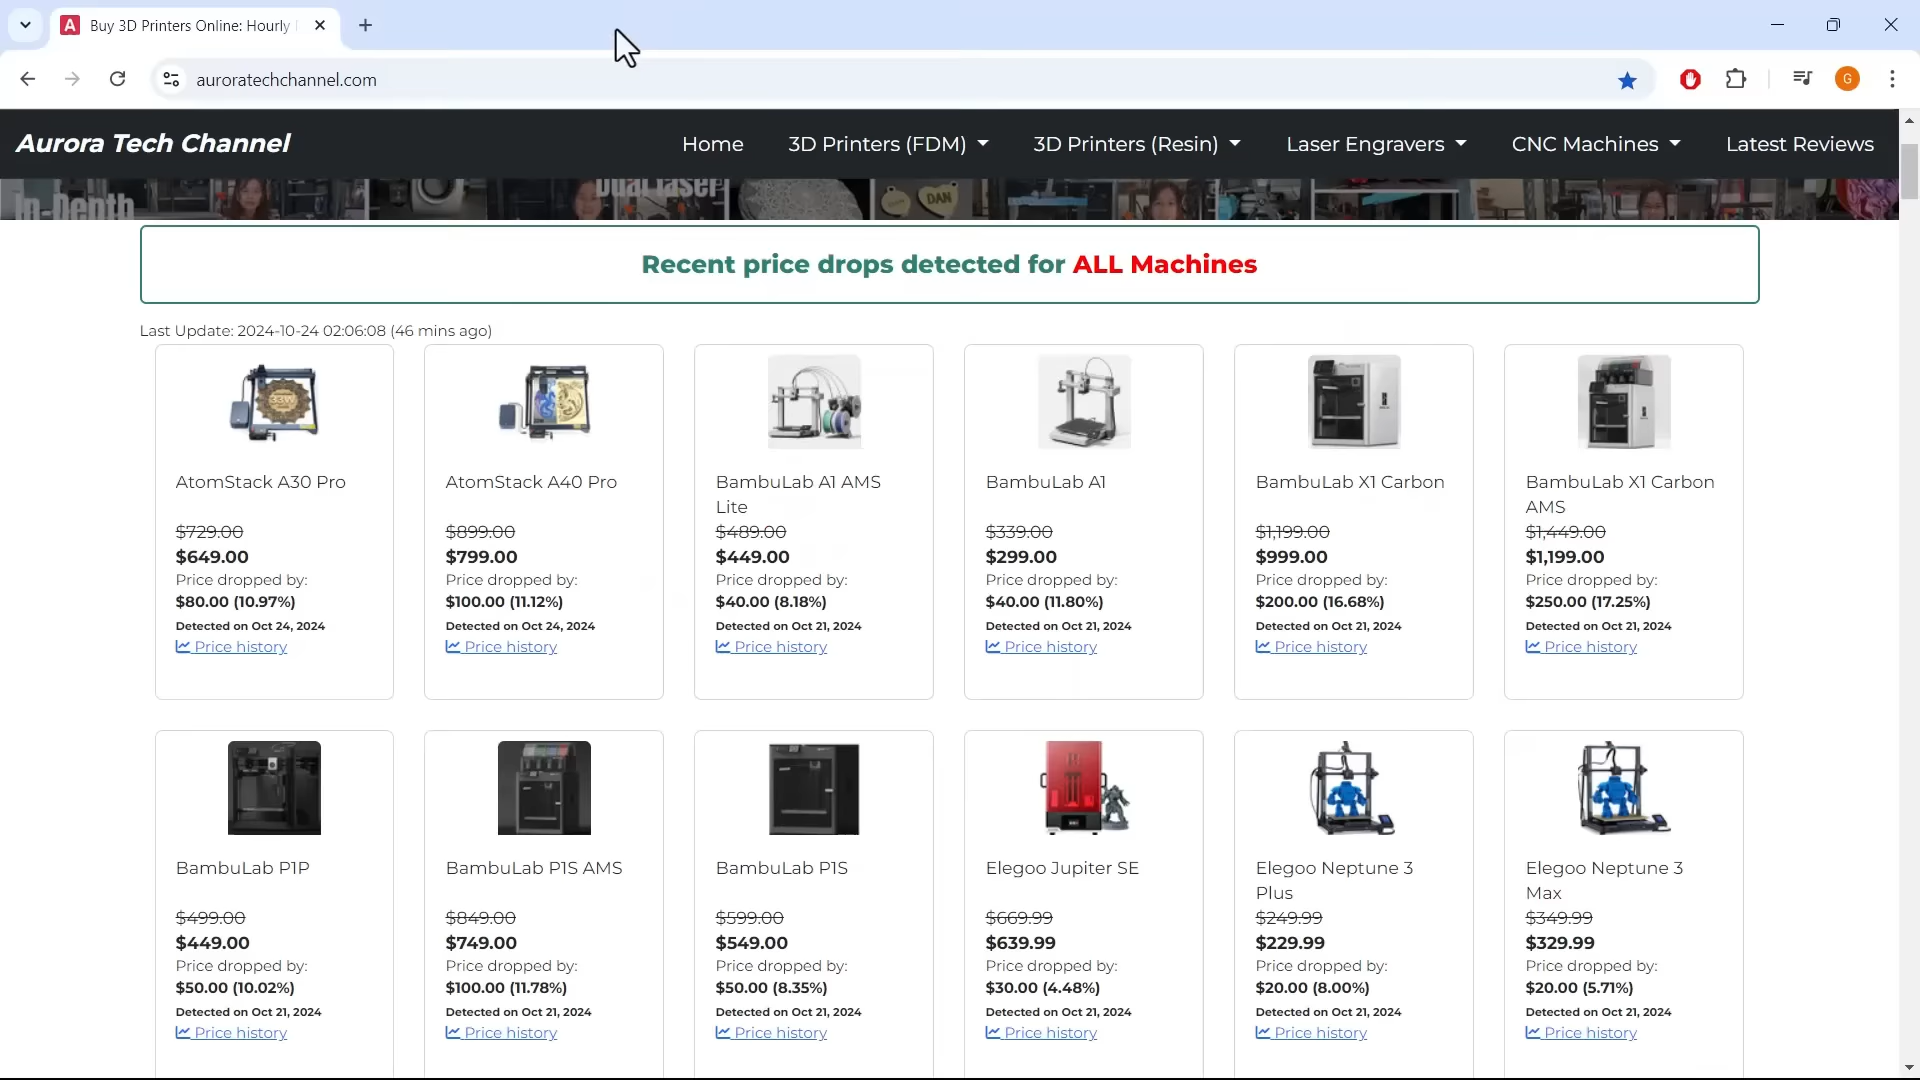 Buy 3D Printers Online: Hourly
auroratechchannel.com
G
Aurora Tech Channel
Home
3D Printers (FDM)
3D Printers (Resin)
Laser Engravers
CNC Machines
Latest Reviews
In-Depth
Dual laser
DAN
Recent price drops detected for ALL Machines
Last Update: 2024-10-24 02:06:08 (46 mins ago)
AtomStack A30 Pro
$729.00
$649.00
Price dropped by:
$80.00 (10.97%)
Detected on Oct 24, 2024
Price history
AtomStack A40 Pro
$899.00
$799.00
Price dropped by:
$100.00 (11.12%)
Detected on Oct 24, 2024
Price history
BambuLab A1 AMS
Lite
$489.00
$449.00
Price dropped by:
$40.00 (8.18%)
Detected on Oct 21, 2024
Price history
BambuLab A1
$339.00
$299.00
Price dropped by:
$40.00 (11.80%)
Detected on Oct 21, 2024
Price history
BambuLab X1 Carbon
$1,199.00
$999.00
Price dropped by:
$200.00 (16.68%)
Detected on Oct 21, 2024
Price history
BambuLab X1 Carbon
AMS
$1,449.00
$1,199.00
Price dropped by:
$250.00 (17.25%)
Detected on Oct 21, 2024
Price history
BambuLab P1P
$499.00
$449.00
Price dropped by:
$50.00 (10.02%)
Detected on Oct 21, 2024
Price history
BambuLab P1S AMS
$849.00
$749.00
Price dropped by:
$100.00 (11.78%)
Detected on Oct 21, 2024
Price history
BambuLab P1S
$599.00
$549.00
Price dropped by:
$50.00 (8.35%)
Detected on Oct 21, 2024
Price history
Elegoo Jupiter SE
$669.99
$639.99
Price dropped by:
$30.00 (4.48%)
Detected on Oct 21, 2024
Price history
Elegoo Neptune 3
Plus
$249.99
$229.99
Price dropped by:
$20.00 (8.00%)
Detected on Oct 21, 2024
Price history
Elegoo Neptune 3
Max
$349.99
$329.99
Price dropped by:
$20.00 (5.71%)
Detected on Oct 21, 2024
Price history